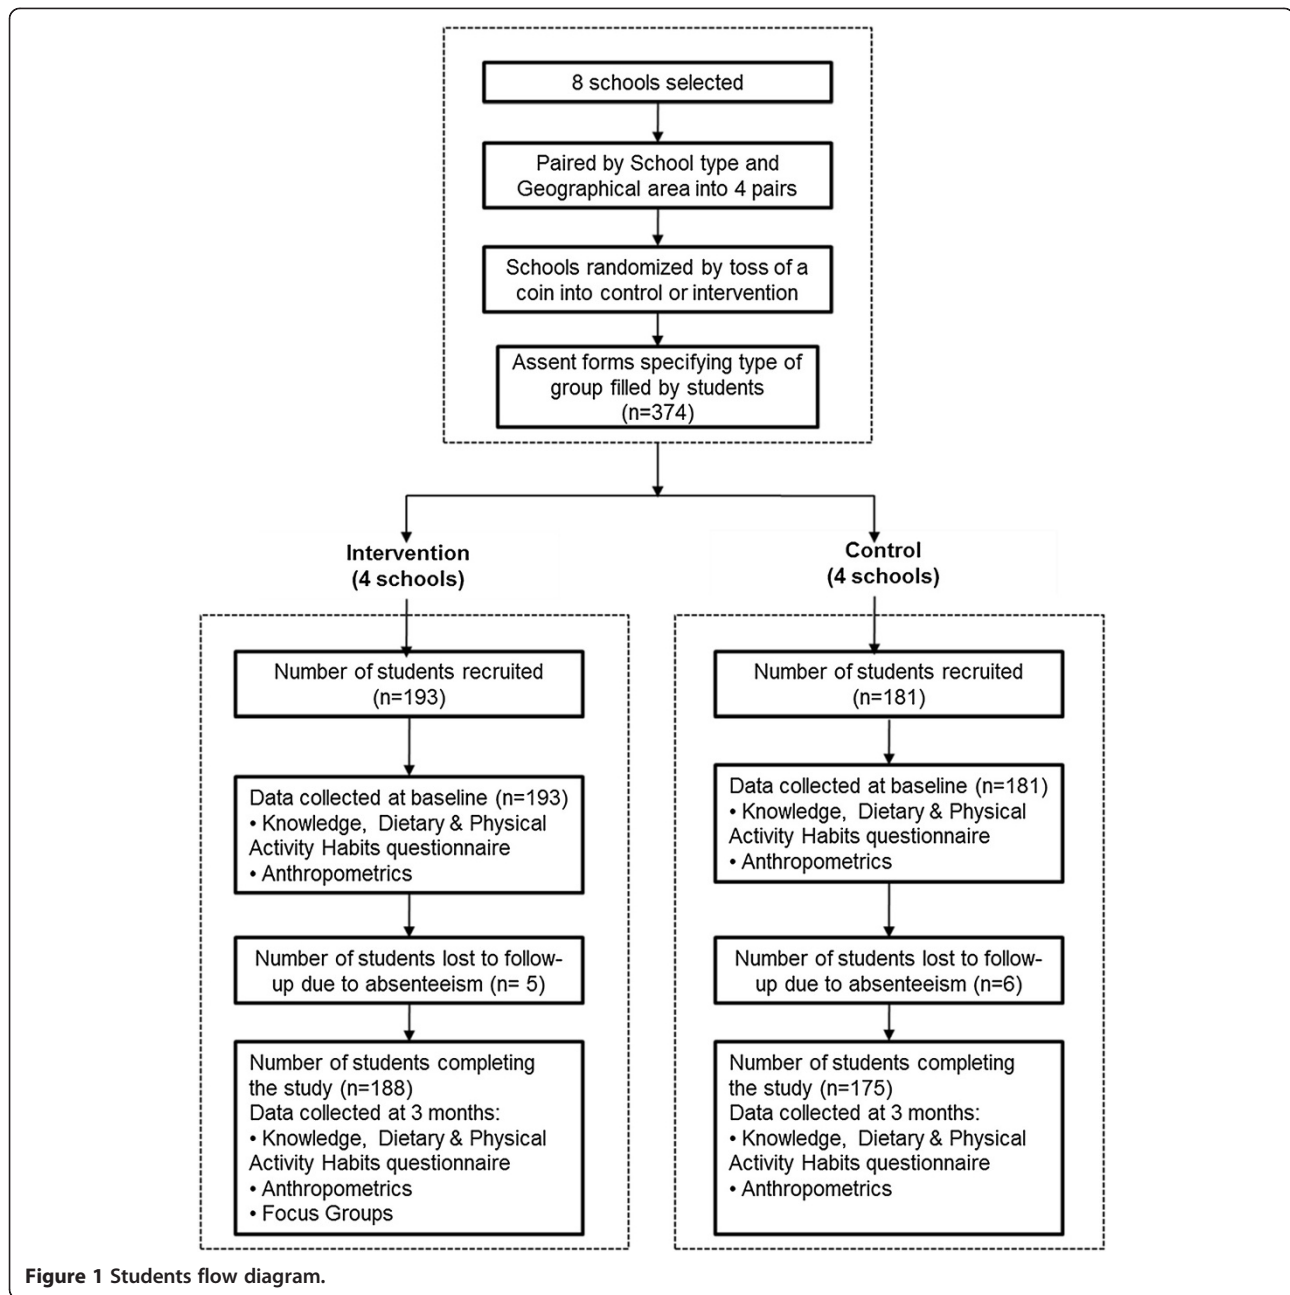 8 schools selected
Paired by School type and
Geographical area into 4 pairs
Schools randomized by toss of a
coin into control or intervention
Assent forms specifying type of
group filled by students
(n=374)
Intervention
(4 schools)
Number of students recruited
(n=193)
Data collected at baseline (n=193)
• Knowledge, Dietary & Physical
Activity Habits questionnaire
• Anthropometrics
Number of students lost to follow-
up due to absenteeism (n= 5)
Number of students completing
the study (n=188)
Data collected at 3 months:
• Knowledge, Dietary & Physical
Activity Habits questionnaire
• Anthropometrics
• Focus Groups
Control
(4 schools)
Number of students recruited
(n=181)
Data collected at baseline (n=181)
• Knowledge, Dietary & Physical
Activity Habits questionnaire
• Anthropometrics
Number of students lost to follow-
up due to absenteeism (n=6)
Number of students completing
the study (n=175)
Data collected at 3 months:
• Knowledge, Dietary & Physical
Activity Habits questionnaire
• Anthropometrics
Figure 1 Students flow diagram.